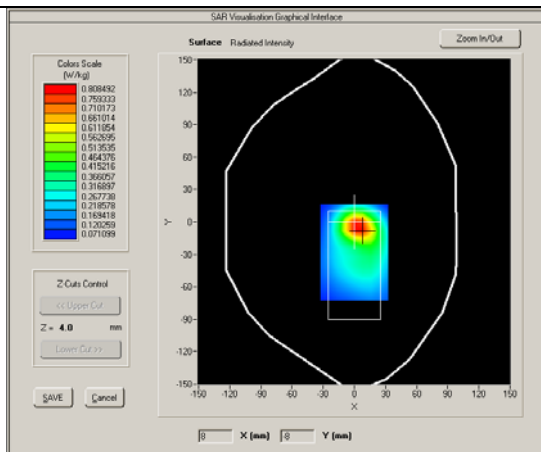 SAR Visualisation Graphical Interface
Surface Radiated Intensity
Zoom In/Out
Colors Scale
(W/kg)
0.808492
0.759333
0.710173
0.661014
0.611854
0.562695
0.513535
0.464376
0.415216
0.366057
0.316897
0.267738
0.218578
0.169418
0.120259
0.071099
Z-Cuts Control
<< Upper Cut
Z = 4.0 mm
Lower Cut >>
SAVE Cancel
150
120
90
60
30
0
-30
-60
-90
-120
-150
Y
-150 -120 -90 -60 -30 0 30 60 90 120 150
X
8 X (mm) -8 Y (mm)